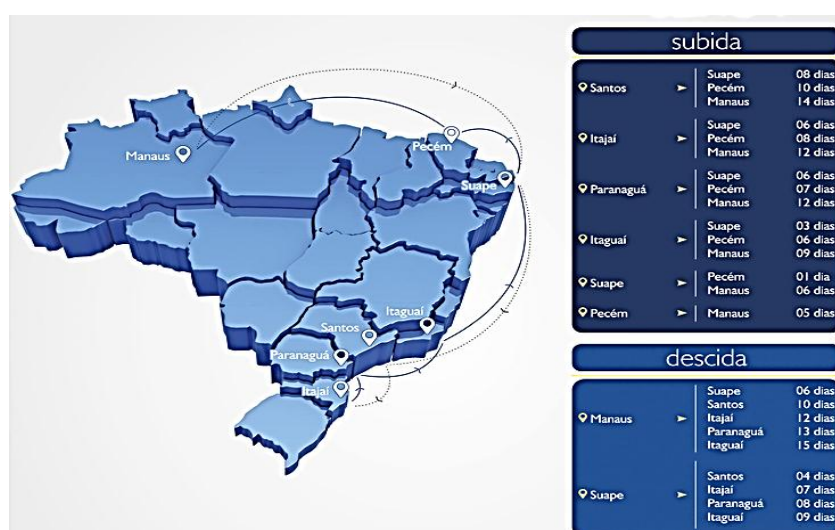 Manaus
Pecém
Suape
Itaguaí
Santos
Paranaguá
Itajaí
subida
Santos
Suape 08 dias
Pecém 10 dias
Manaus 14 dias
Itajaí
Suape 06 dias
Pecém 08 dias
Manaus 12 dias
Paranaguá
Suape 06 dias
Pecém 07 dias
Manaus 12 dias
Itaguaí
Suape 03 dias
Pecém 06 dias
Manaus 09 dias
Suape
Pecém 01 dia
Manaus 06 dias
Pecém
Manaus 05 dias
descida
Manaus
Suape 06 dias
Santos 10 dias
Itajaí 12 dias
Paranaguá 13 dias
Itaguaí 15 dias
Suape
Santos 04 dias
Itajaí 07 dias
Paranaguá 08 dias
Itaguaí 09 dias